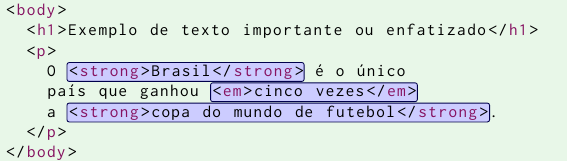 <body>
<h1>Exemplo de texto importante ou enfatizado</h1>
<p>
O <strong>Brasil</strong> é o único
país que ganhou <em>cinco vezes</em>
a <strong>copa do mundo de futebol</strong>.
</p>
</body>